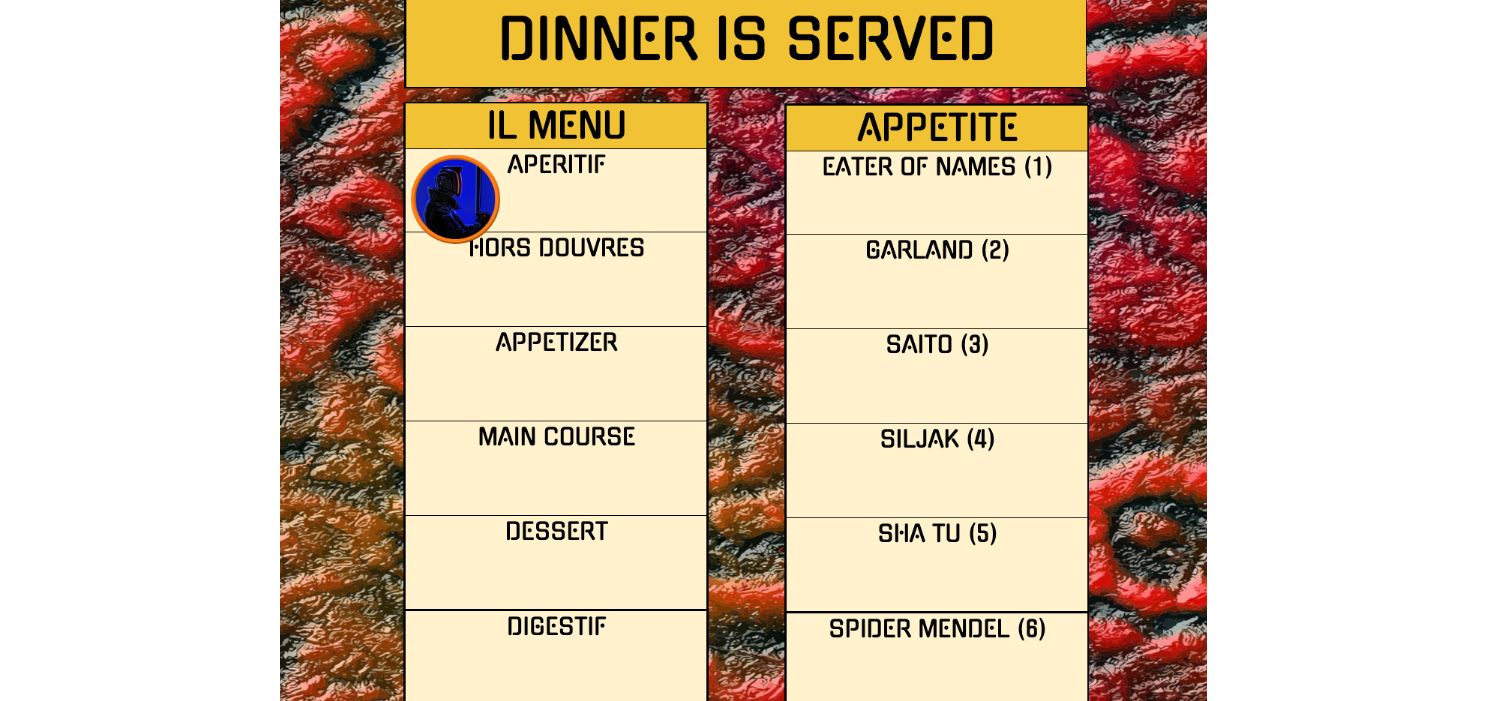 DINNER IS SERVED
IL MENU
APERITIF
HORS DOUVRES
APPETIZER
MAIN COURSE
DESSERT
DIGESTIF
APPETITE
EATER OF NAMES (1)
GARLAND (2)
SAITO (3)
SILJAK (4)
SHA TU (5)
SPIDER MENDEL (6)